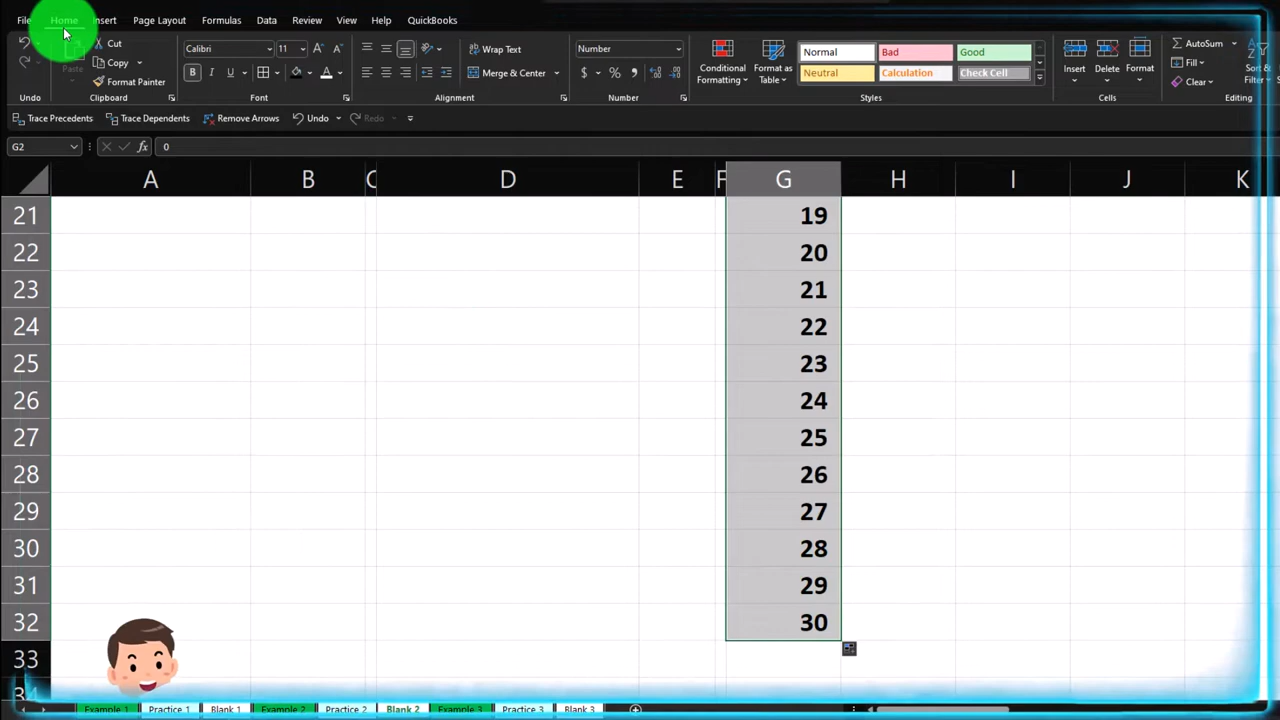 File Home Insert Page Layout Formulas Data Review View Help QuickBooks
Cut
Copy
Format Painter
Paste
Calibri 11
Wrap Text
Merge & Center
Number
Conditional Formatting
Format as Table
Normal Bad Good
Neutral Calculation Check Cell
Insert Delete Format
AutoSum
Fill
Clear
Sort & Filter
Undo Clipboard Font Alignment Number Styles Cells Editing
Trace Precedents Trace Dependents Remove Arrows Undo Redo
G2 fx 0
A B C D E F G H I J K
21 19
22 20
23 21
24 22
25 23
26 24
27 25
28 26
29 27
30 28
31 29
32 30
33
34
Example 1 Practice 1 Blank 1 Example 2 Practice 2 Blank 2 Example 3 Practice 3 Blank 3